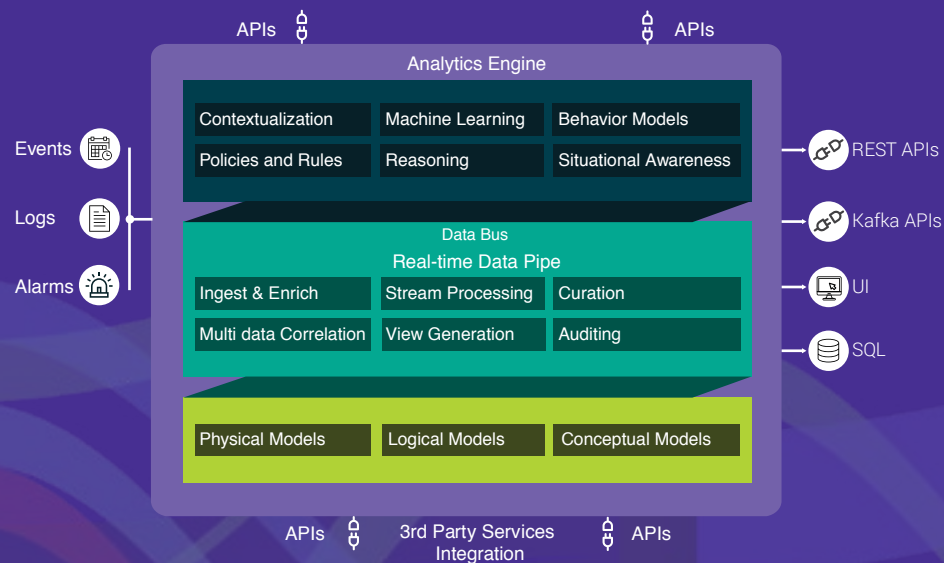 APIs
APIs
Analytics Engine
Contextualization
Machine Learning
Behavior Models
Policies and Rules
Reasoning
Situational Awareness
Events
Logs
Alarms
REST APIs
Kafka APIs
UI
SQL
Data Bus
Real-time Data Pipe
Ingest & Enrich
Stream Processing
Curation
Multi data Correlation
View Generation
Auditing
Physical Models
Logical Models
Conceptual Models
APIs
3rd Party Services
Integration
APIs